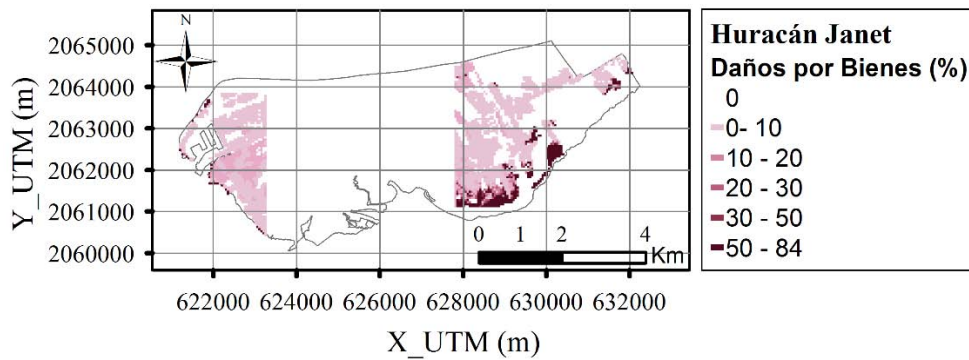 N
2065000
2064000
2063000
2062000
2061000
2060000
Y_UTM (m)
0 1 2 4
Km
622000 624000 626000 628000 630000 632000
X_UTM (m)
Huracán Janet
Daños por Bienes (%)
0
0- 10
10 - 20
20 - 30
30 - 50
50 - 84